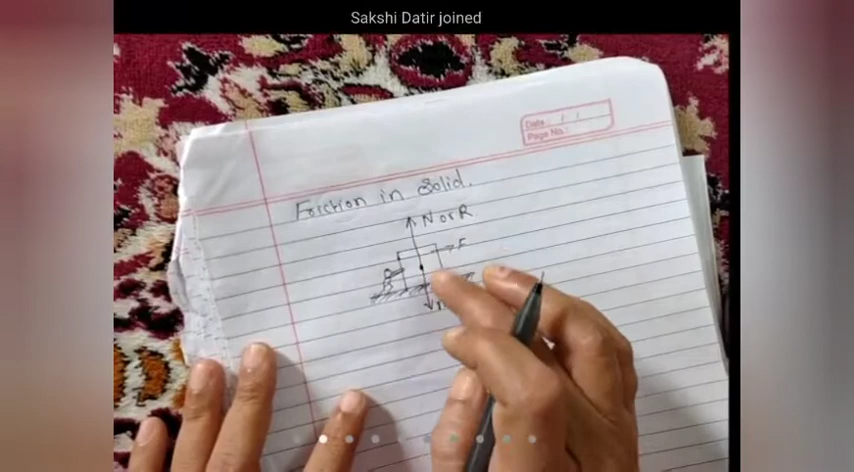 Sakshi Datir joined
Date : / /
Page No. :
Friction in Solid.
N or R
F